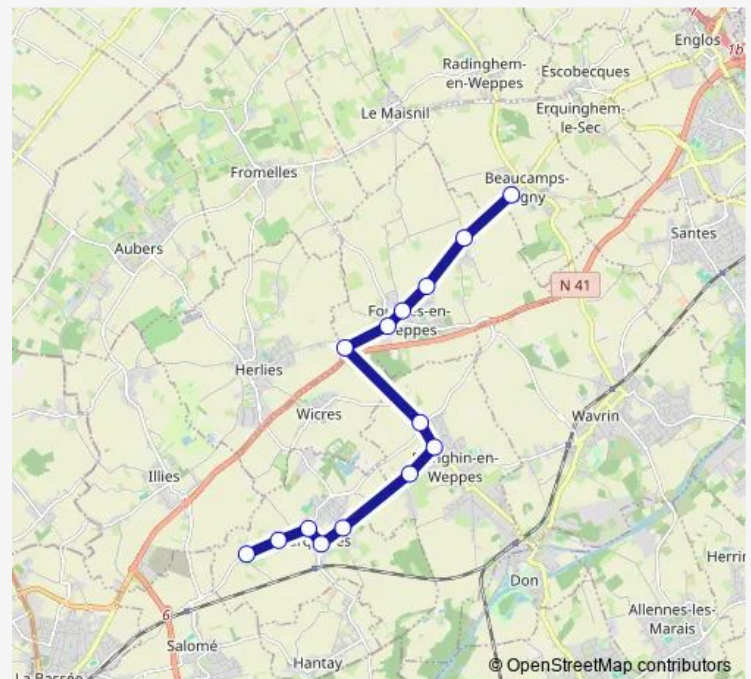 Englos
1b
Radinghem-
en-Weppes
Escobecques
Le Maisnil
Erquinghem-
le-Sec
Fromelles
Beaucamps-
Aubers
Santes
N 41
Herlies
Wicres
Wavrin
Illies
Weppes
Don
Herrin
6
Allennes-les-
Marais
Salomé
Hantay
La Bassée
© OpenStreetMap contributors